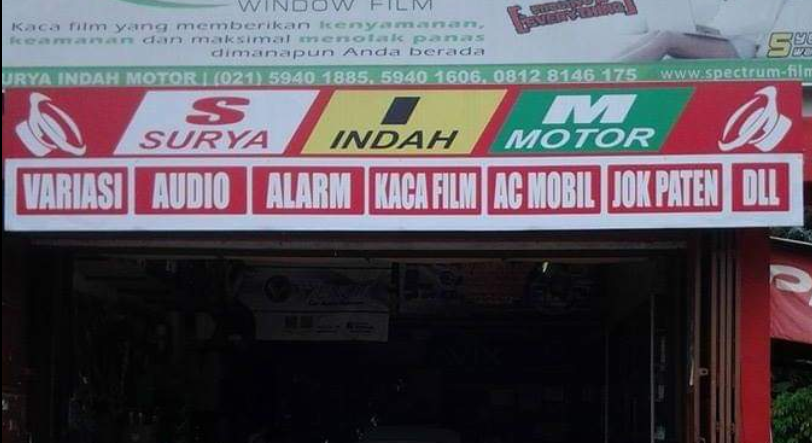 WINDOW FILM
Kaca film yang memberikan kenyamanan,
keamanan dan maksimal menolak panas
dimanapun Anda berada
URYA INDAH MOTOR | (021) 5940 1885, 5940 1606, 0812 8146 175 www.spectrum-film
S I M
SURYA INDAH MOTOR
VARIASI AUDIO ALARM KACA FILM AC MOBIL JOK PATEN DLL